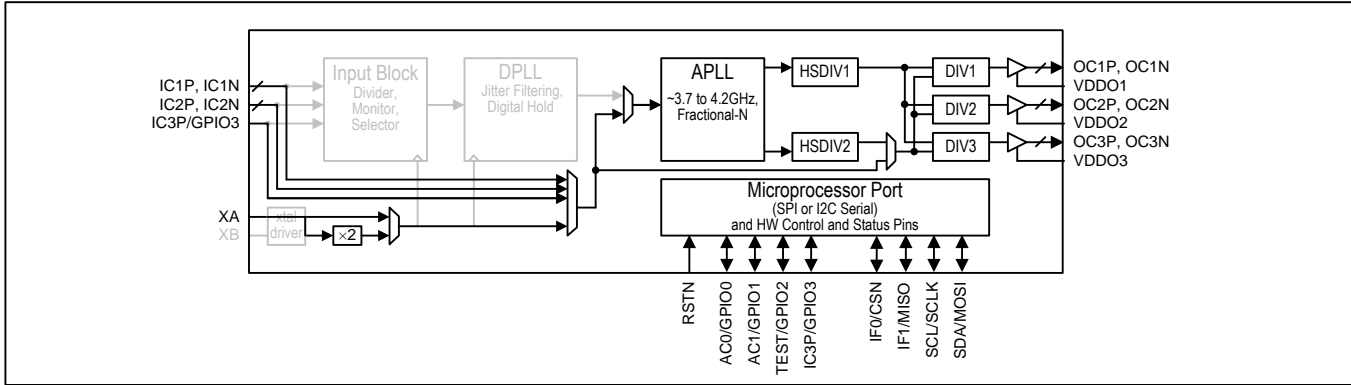 IC1P, IC1N
IC2P, IC2N
IC3P/GPIO3
XA
XB
Input Block
Divider,
Monitor,
Selector
DPLL
Jitter Filtering,
Digital Hold
xtal
driver
×2
APLL
~3.7 to 4.2GHz,
Fractional-N
HSDIV1
HSDIV2
DIV1
DIV2
DIV3
OC1P, OC1N
VDDO1
OC2P, OC2N
VDDO2
OC3P, OC3N
VDDO3
Microprocessor Port
(SPI or I2C Serial)
and HW Control and Status Pins
RSTN
AC0/GPIO0
AC1/GPIO1
TEST/GPIO2
IC3P/GPIO3
IF0/CSN
IF1/MISO
SCL/SCLK
SDA/MOSI